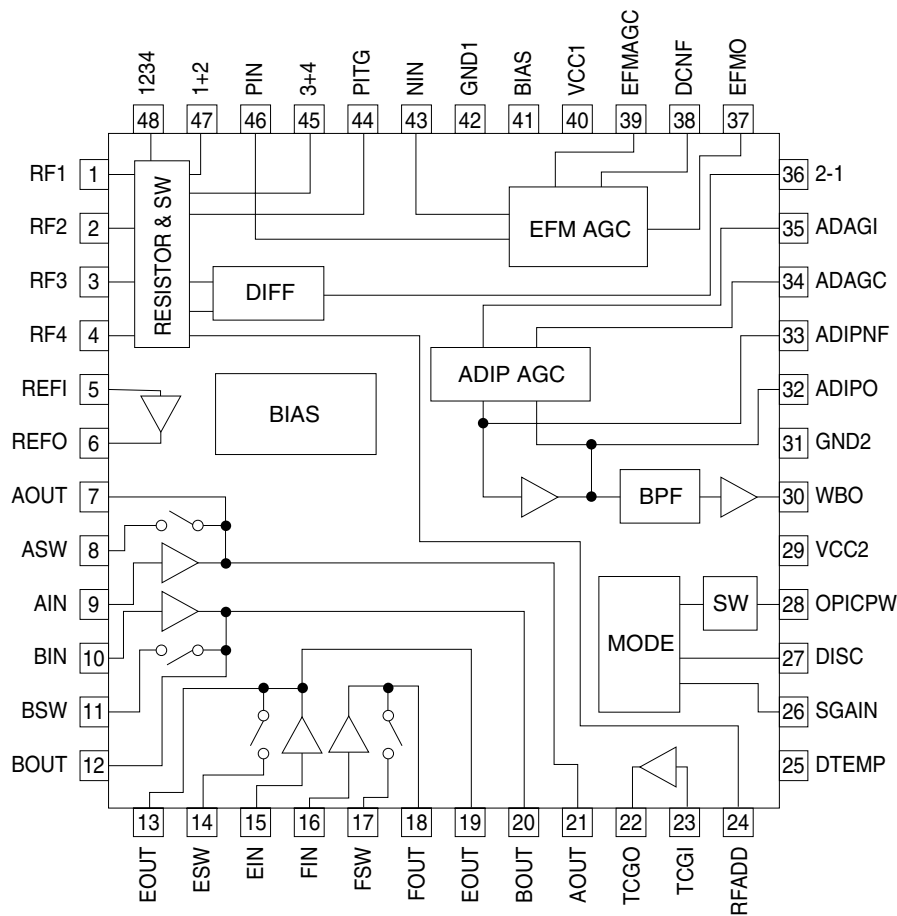 1234
1+2
PIN
3+4
PITG
NIN
GND1
BIAS
VCC1
EFMAGC
DCNF
EFMO
48
47
46
45
44
43
42
41
40
39
38
37
RF1
1
RF2
2
RF3
3
RF4
4
REFI
5
REFO
6
AOUT
7
ASW
8
AIN
9
BIN
10
BSW
11
BOUT
12
RESISTOR & SW
DIFF
EFM AGC
ADIP AGC
BIAS
BPF
SW
MODE
36
2-1
35
ADAGI
34
ADAGC
33
ADIPNF
32
ADIPO
31
GND2
30
WBO
29
VCC2
28
OPICPW
27
DISC
26
SGAIN
25
DTEMP
13
14
15
16
17
18
19
20
21
22
23
24
EOUT
ESW
EIN
FIN
FSW
FOUT
EOUT
BOUT
AOUT
TCGO
TCGI
RFADD